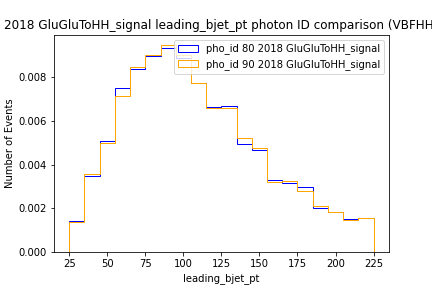 2018 GluGluToHH_signal leading_bjet_pt photon ID comparison (VBFHH
pho_id 80 2018 GluGluToHH_signal
pho_id 90 2018 GluGluToHH_signal
Number of Events
0.008
0.006
0.004
0.002
0.000
25 50 75 100 125 150 175 200 225
leading_bjet_pt